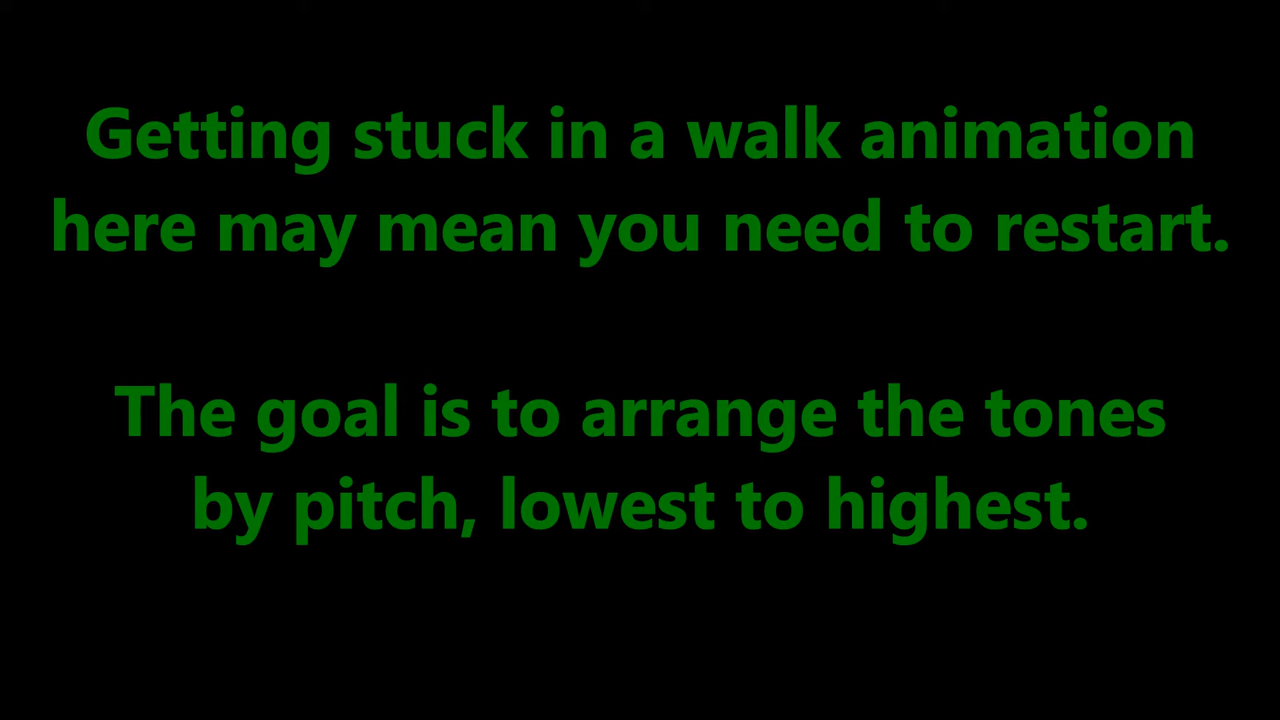 Getting stuck in a walk animation
here may mean you need to restart.
The goal is to arrange the tones
by pitch, lowest to highest.